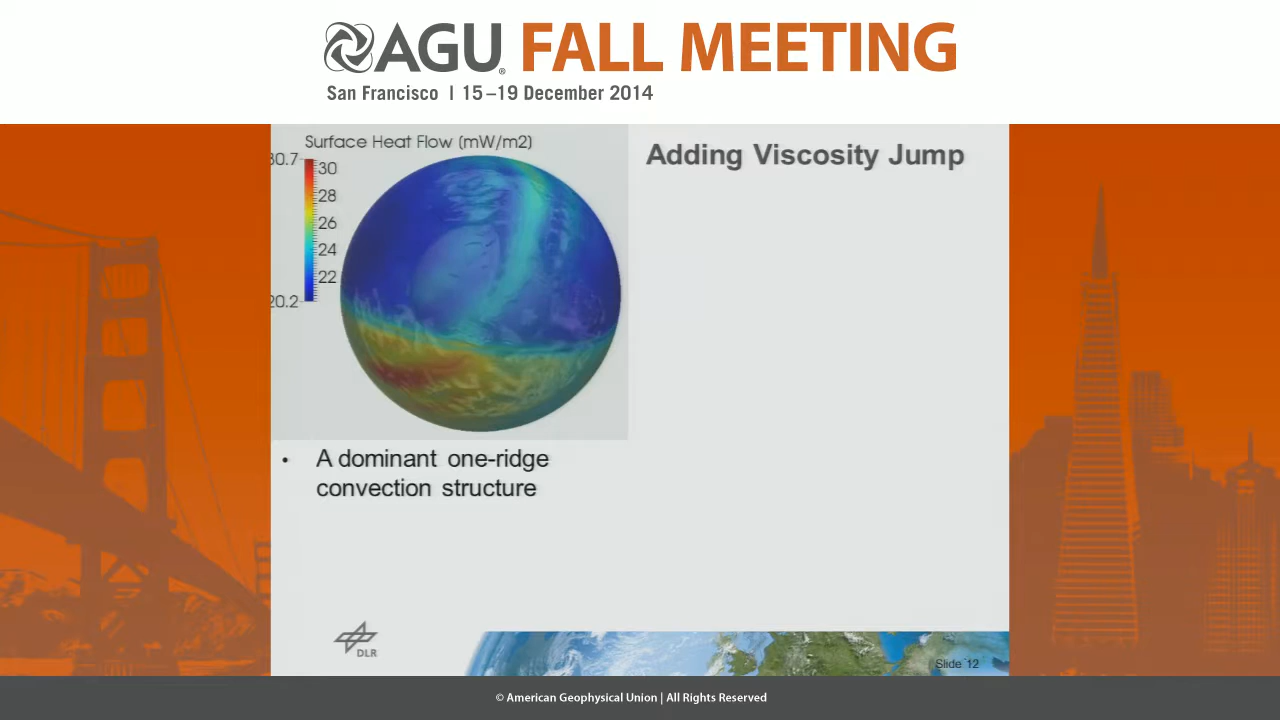 AGU FALL MEETING
San Francisco | 15–19 December 2014
Surface Heat Flow (mW/m2)
30.7
30
28
26
24
22
20.2
Adding Viscosity Jump
• A dominant one-ridge
convection structure
DLR
Slide 12
© American Geophysical Union | All Rights Reserved